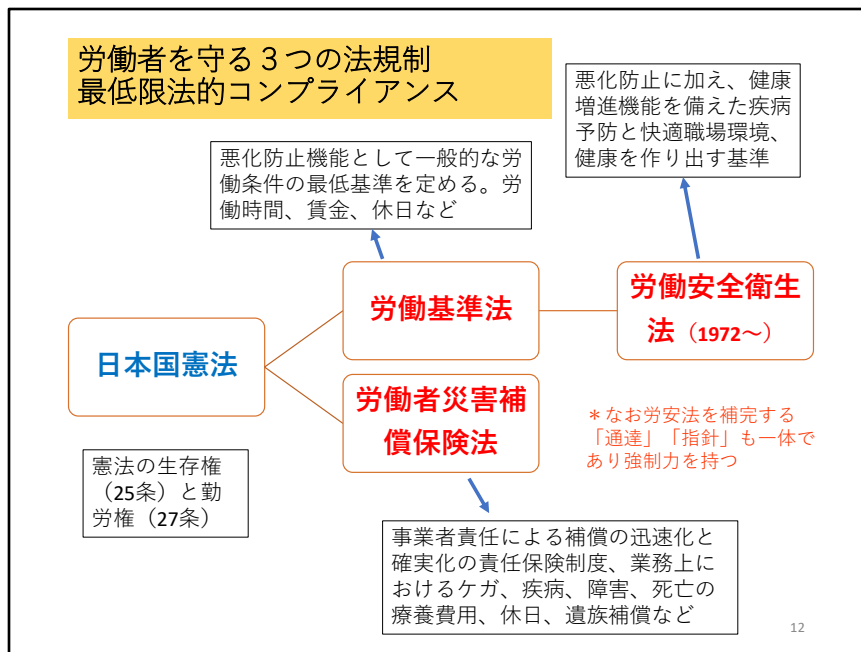 労働者を守る３つの法規制
最低限法的コンプライアンス
悪化防止に加え、健康
増進機能を備えた疾病
予防と快適職場環境、
健康を作り出す基準
悪化防止機能として一般的な労
働条件の最低基準を定める。労
働時間、賃金、休日など
労働基準法
労働安全衛生
法（1972～）
日本国憲法
労働者災害補
償保険法
＊なお労安法を補完する
「通達」「指針」も一体で
あり強制力を持つ
憲法の生存権
（25条）と勤
労権（27条）
事業者責任による補償の迅速化と
確実化の責任保険制度、業務上に
おけるケガ、疾病、障害、死亡の
療養費用、休日、遺族補償など
12